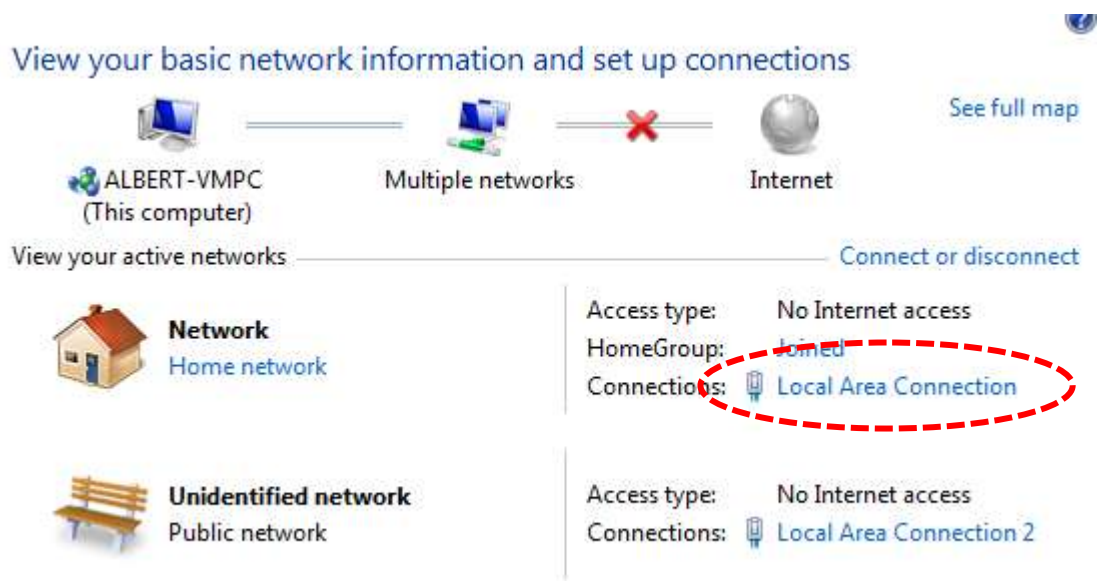 View your basic network information and set up connections
See full map
ALBERT-VMPC
(This computer)
Multiple networks
Internet
View your active networks
Connect or disconnect
Network
Home network
Access type: No Internet access
HomeGroup: Joined
Connections: Local Area Connection
Unidentified network
Public network
Access type: No Internet access
Connections: Local Area Connection 2